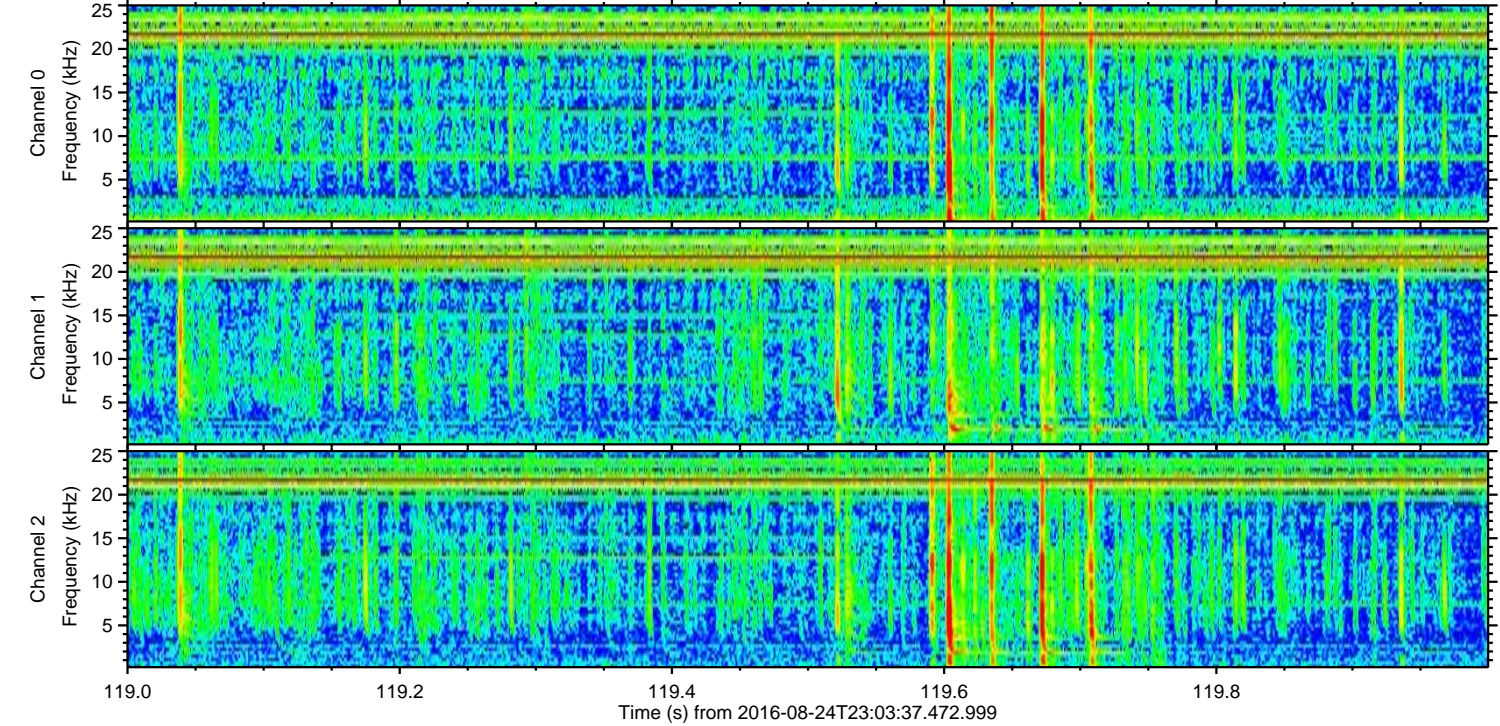 Channel 0
Frequency (kHz)
25
20
15
10
5
Channel 1
Frequency (kHz)
25
20
15
10
5
Channel 2
Frequency (kHz)
25
20
15
10
5
119.0 119.2 119.4 119.6 119.8
Time (s) from 2016-08-24T23:03:37.472.999